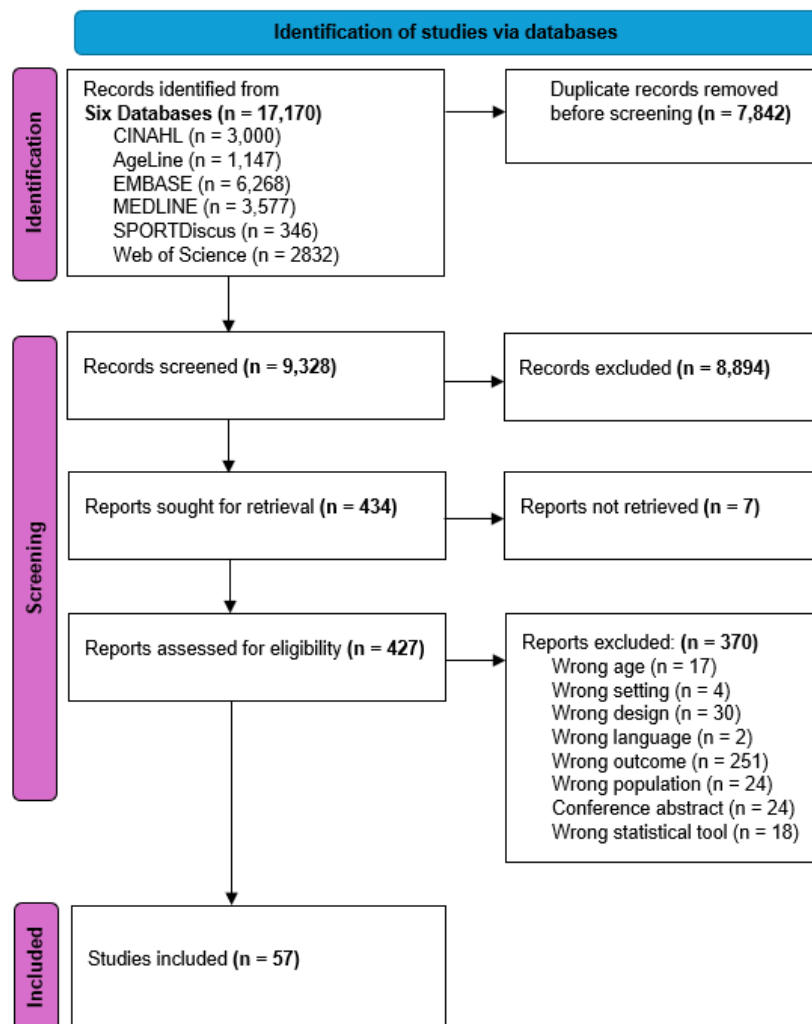 Identification of studies via databases
Identification
Records identified from
Six Databases (n = 17,170)
CINAHL (n = 3,000)
AgeLine (n = 1,147)
EMBASE (n = 6,268)
MEDLINE (n = 3,577)
SPORTDiscus (n = 346)
Web of Science (n = 2832)
Duplicate records removed
before screening (n = 7,842)
Screening
Records screened (n = 9,328)
Records excluded (n = 8,894)
Reports sought for retrieval (n = 434)
Reports not retrieved (n = 7)
Reports assessed for eligibility (n = 427)
Reports excluded: (n = 370)
Wrong age (n = 17)
Wrong setting (n = 4)
Wrong design (n = 30)
Wrong language (n = 2)
Wrong outcome (n = 251)
Wrong population (n = 24)
Conference abstract (n = 24)
Wrong statistical tool (n = 18)
Included
Studies included (n = 57)